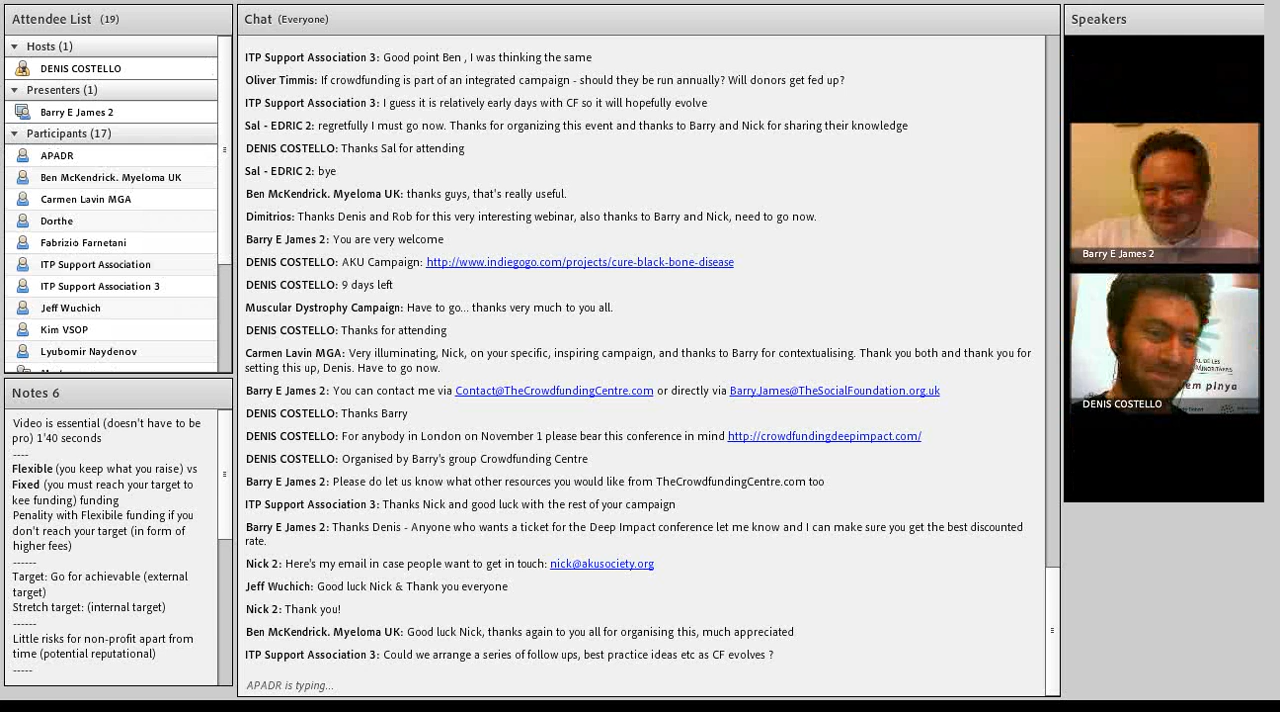 Attendee List (19)
Hosts (1)
DENIS COSTELLO
Presenters (1)
Barry E James 2
Participants (17)
APADR
Ben McKendrick. Myeloma UK
Carmen Lavin MGA
Dorthe
Fabrizio Farnetani
ITP Support Association
ITP Support Association 3
Jeff Wuchich
Kim VSOP
Lyubomir Naydenov
Notes 6
Video is essential (doesn't have to be
pro) 1'40 seconds
----
Flexible (you keep what you raise) vs
Fixed (you must reach your target to
kee funding) funding
Penality with Flexibile funding if you
don't reach your target (in form of
higher fees)
------
Target: Go for achievable (external
target)
Stretch target: (internal target)
------
Little risks for non-profit apart from
time (potential reputational)
-----
Chat (Everyone)
ITP Support Association 3: Good point Ben , I was thinking the same
Oliver Timmis: If crowdfunding is part of an integrated campaign - should they be run annually? Will donors get fed up?
ITP Support Association 3: I guess it is relatively early days with CF so it will hopefully evolve
Sal - EDRIC 2: regretfully I must go now. Thanks for organizing this event and thanks to Barry and Nick for sharing their knowledge
DENIS COSTELLO: Thanks Sal for attending
Sal - EDRIC 2: bye
Ben McKendrick. Myeloma UK: thanks guys, that's really useful.
Dimitrios: Thanks Denis and Rob for this very interesting webinar, also thanks to Barry and Nick, need to go now.
Barry E James 2: You are very welcome
DENIS COSTELLO: AKU Campaign: http://www.indiegogo.com/projects/cure-black-bone-disease
DENIS COSTELLO: 9 days left
Muscular Dystrophy Campaign: Have to go... thanks very much to you all.
DENIS COSTELLO: Thanks for attending
Carmen Lavin MGA: Very illuminating, Nick, on your specific, inspiring campaign, and thanks to Barry for contextualising. Thank you both and thank you for
setting this up, Denis. Have to go now.
Barry E James 2: You can contact me via Contact@TheCrowdfundingCentre.com or directly via Barry.James@TheSocialFoundation.org.uk
DENIS COSTELLO: Thanks Barry
DENIS COSTELLO: For anybody in London on November 1 please bear this conference in mind http://crowdfundingdeepimpact.com/
DENIS COSTELLO: Organised by Barry's group Crowdfunding Centre
Barry E James 2: Please do let us know what other resources you would like from TheCrowdfundingCentre.com too
ITP Support Association 3: Thanks Nick and good luck with the rest of your campaign
Barry E James 2: Thanks Denis - Anyone who wants a ticket for the Deep Impact conference let me know and I can make sure you get the best discounted
rate.
Nick 2: Here's my email in case people want to get in touch: nick@akusociety.org
Jeff Wuchich: Good luck Nick & Thank you everyone
Nick 2: Thank you!
Ben McKendrick. Myeloma UK: Good luck Nick, thanks again to you all for organising this, much appreciated
ITP Support Association 3: Could we arrange a series of follow ups, best practice ideas etc as CF evolves ?
APADR is typing...
Speakers
Barry E James 2
em pinya
DENIS COSTELLO